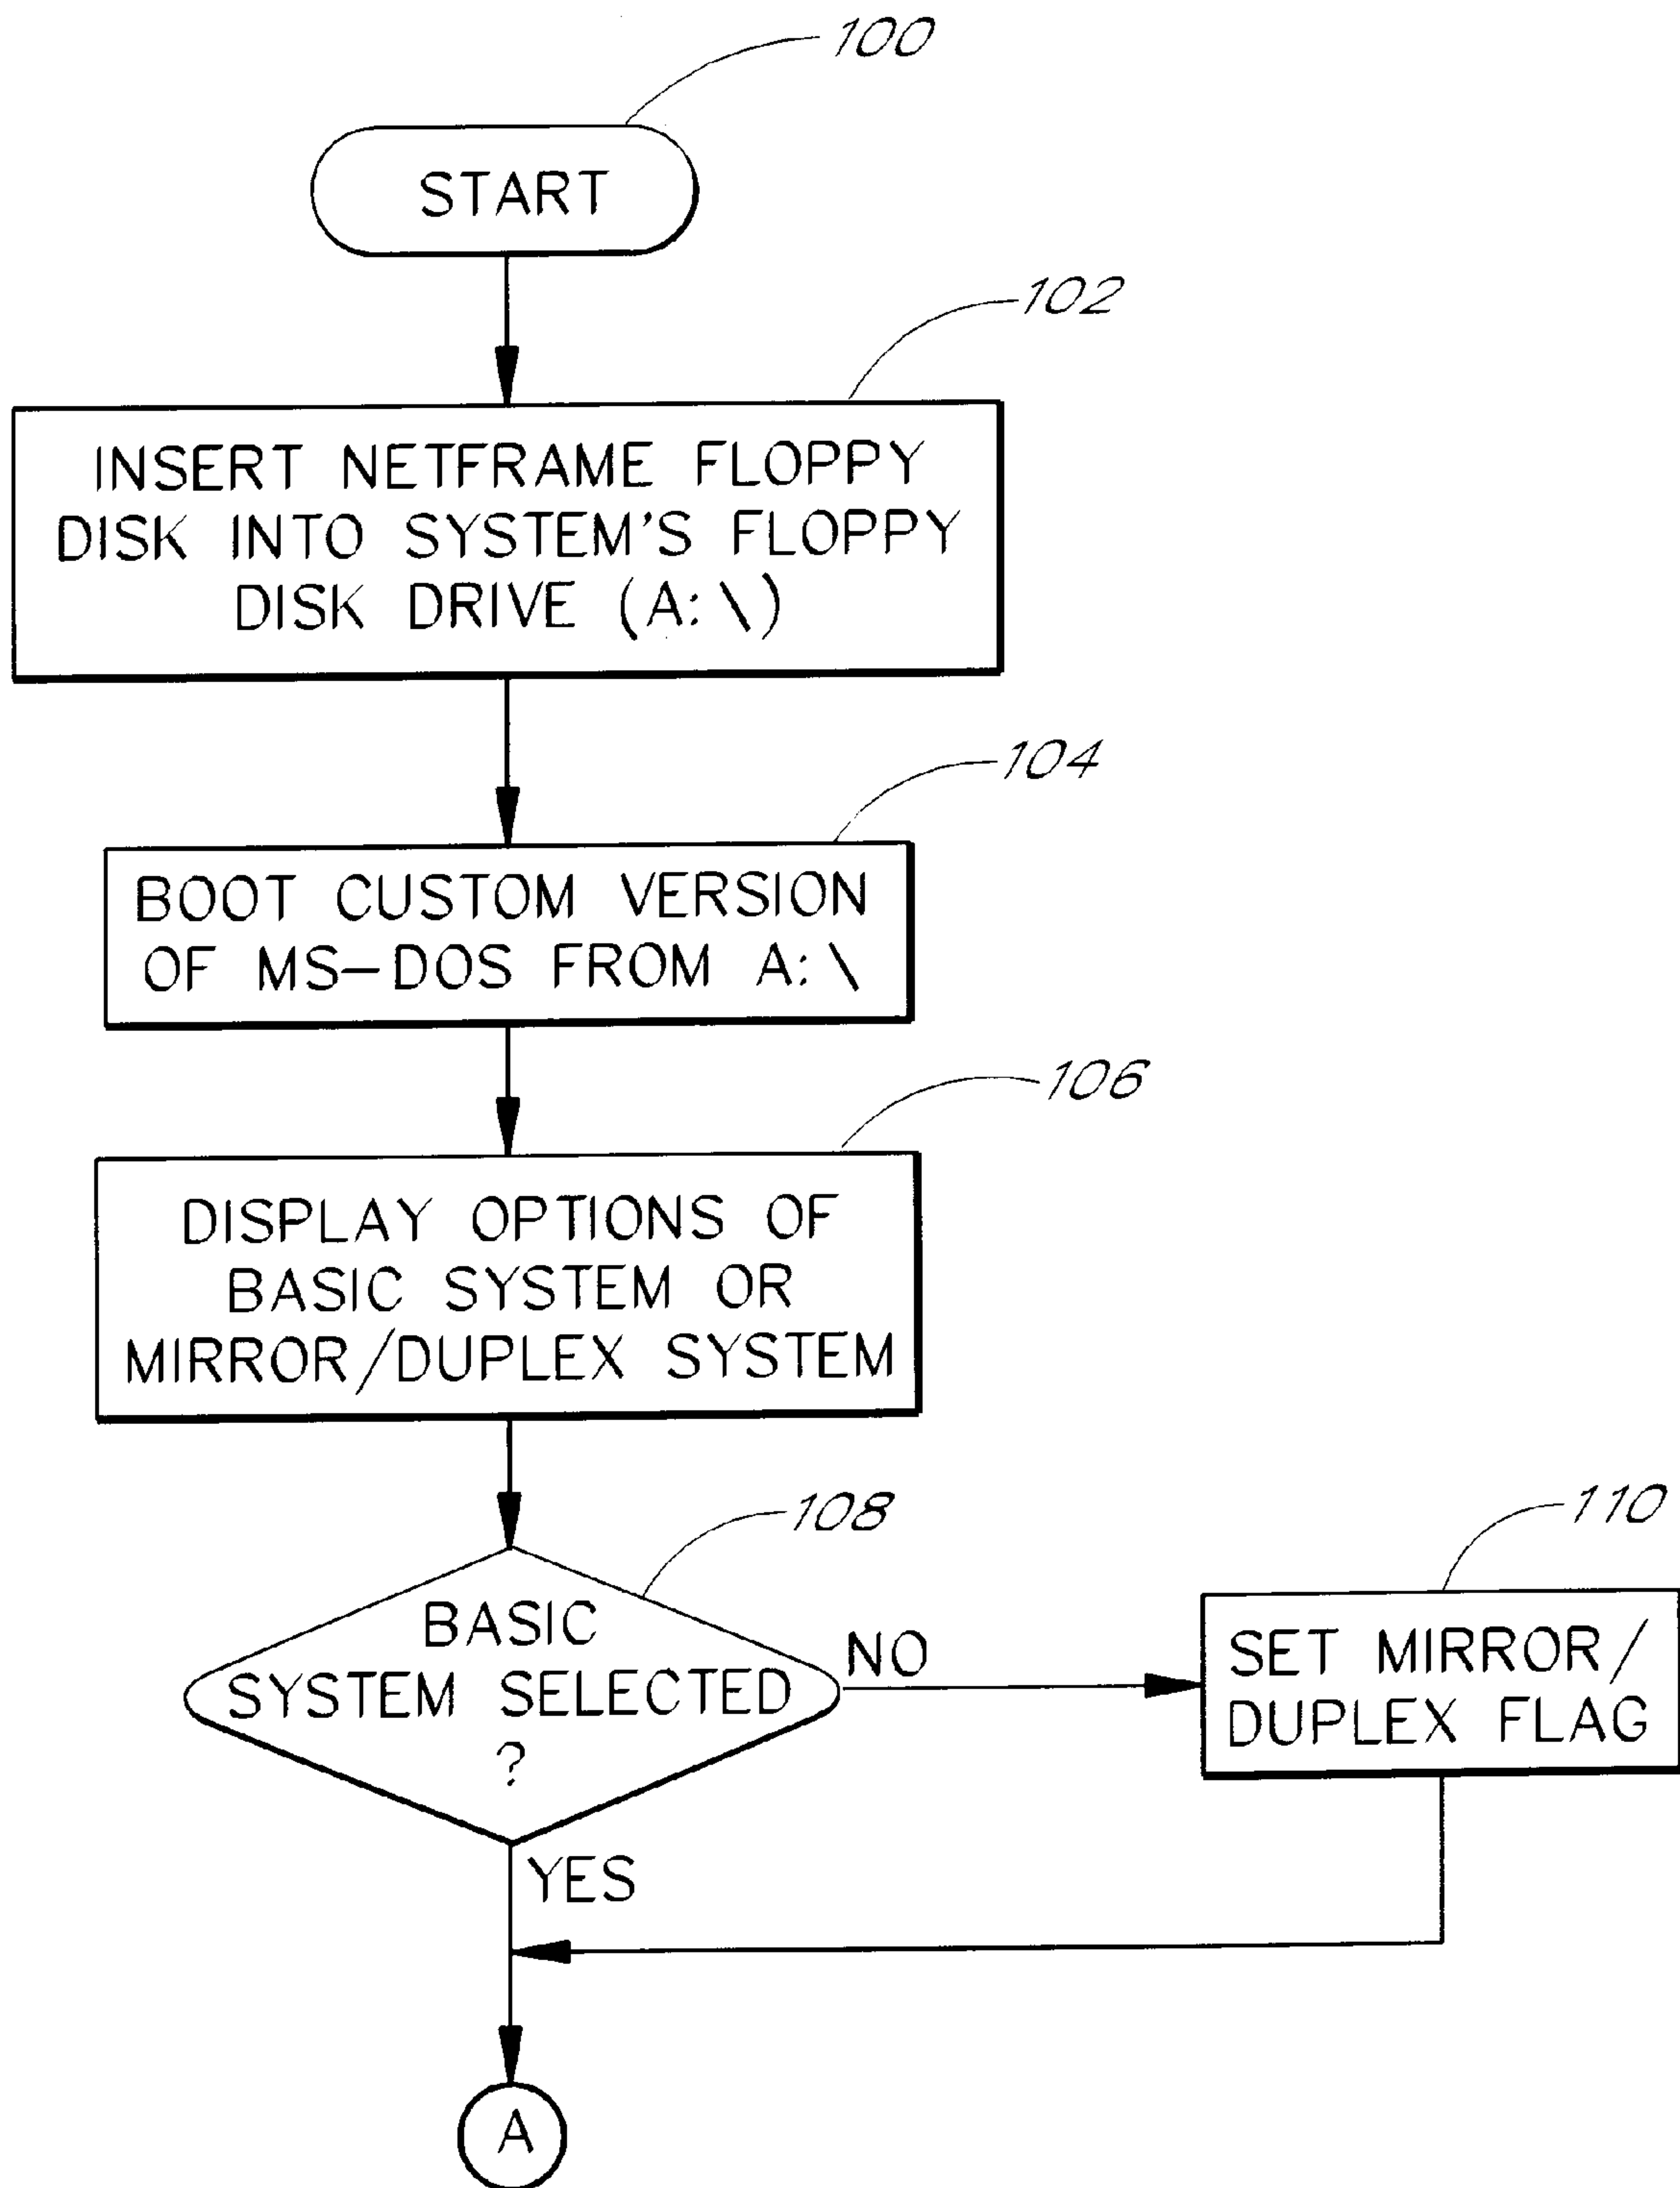 100
START
102
INSERT NETFRAME FLOPPY
DISK INTO SYSTEM'S FLOPPY
DISK DRIVE (A:\)
104
BOOT CUSTOM VERSION
OF MS-DOS FROM A:\
106
DISPLAY OPTIONS OF
BASIC SYSTEM OR
MIRROR/DUPLEX SYSTEM
108
110
BASIC
SYSTEM SELECTED
?
NO
SET MIRROR/
DUPLEX FLAG
YES
A